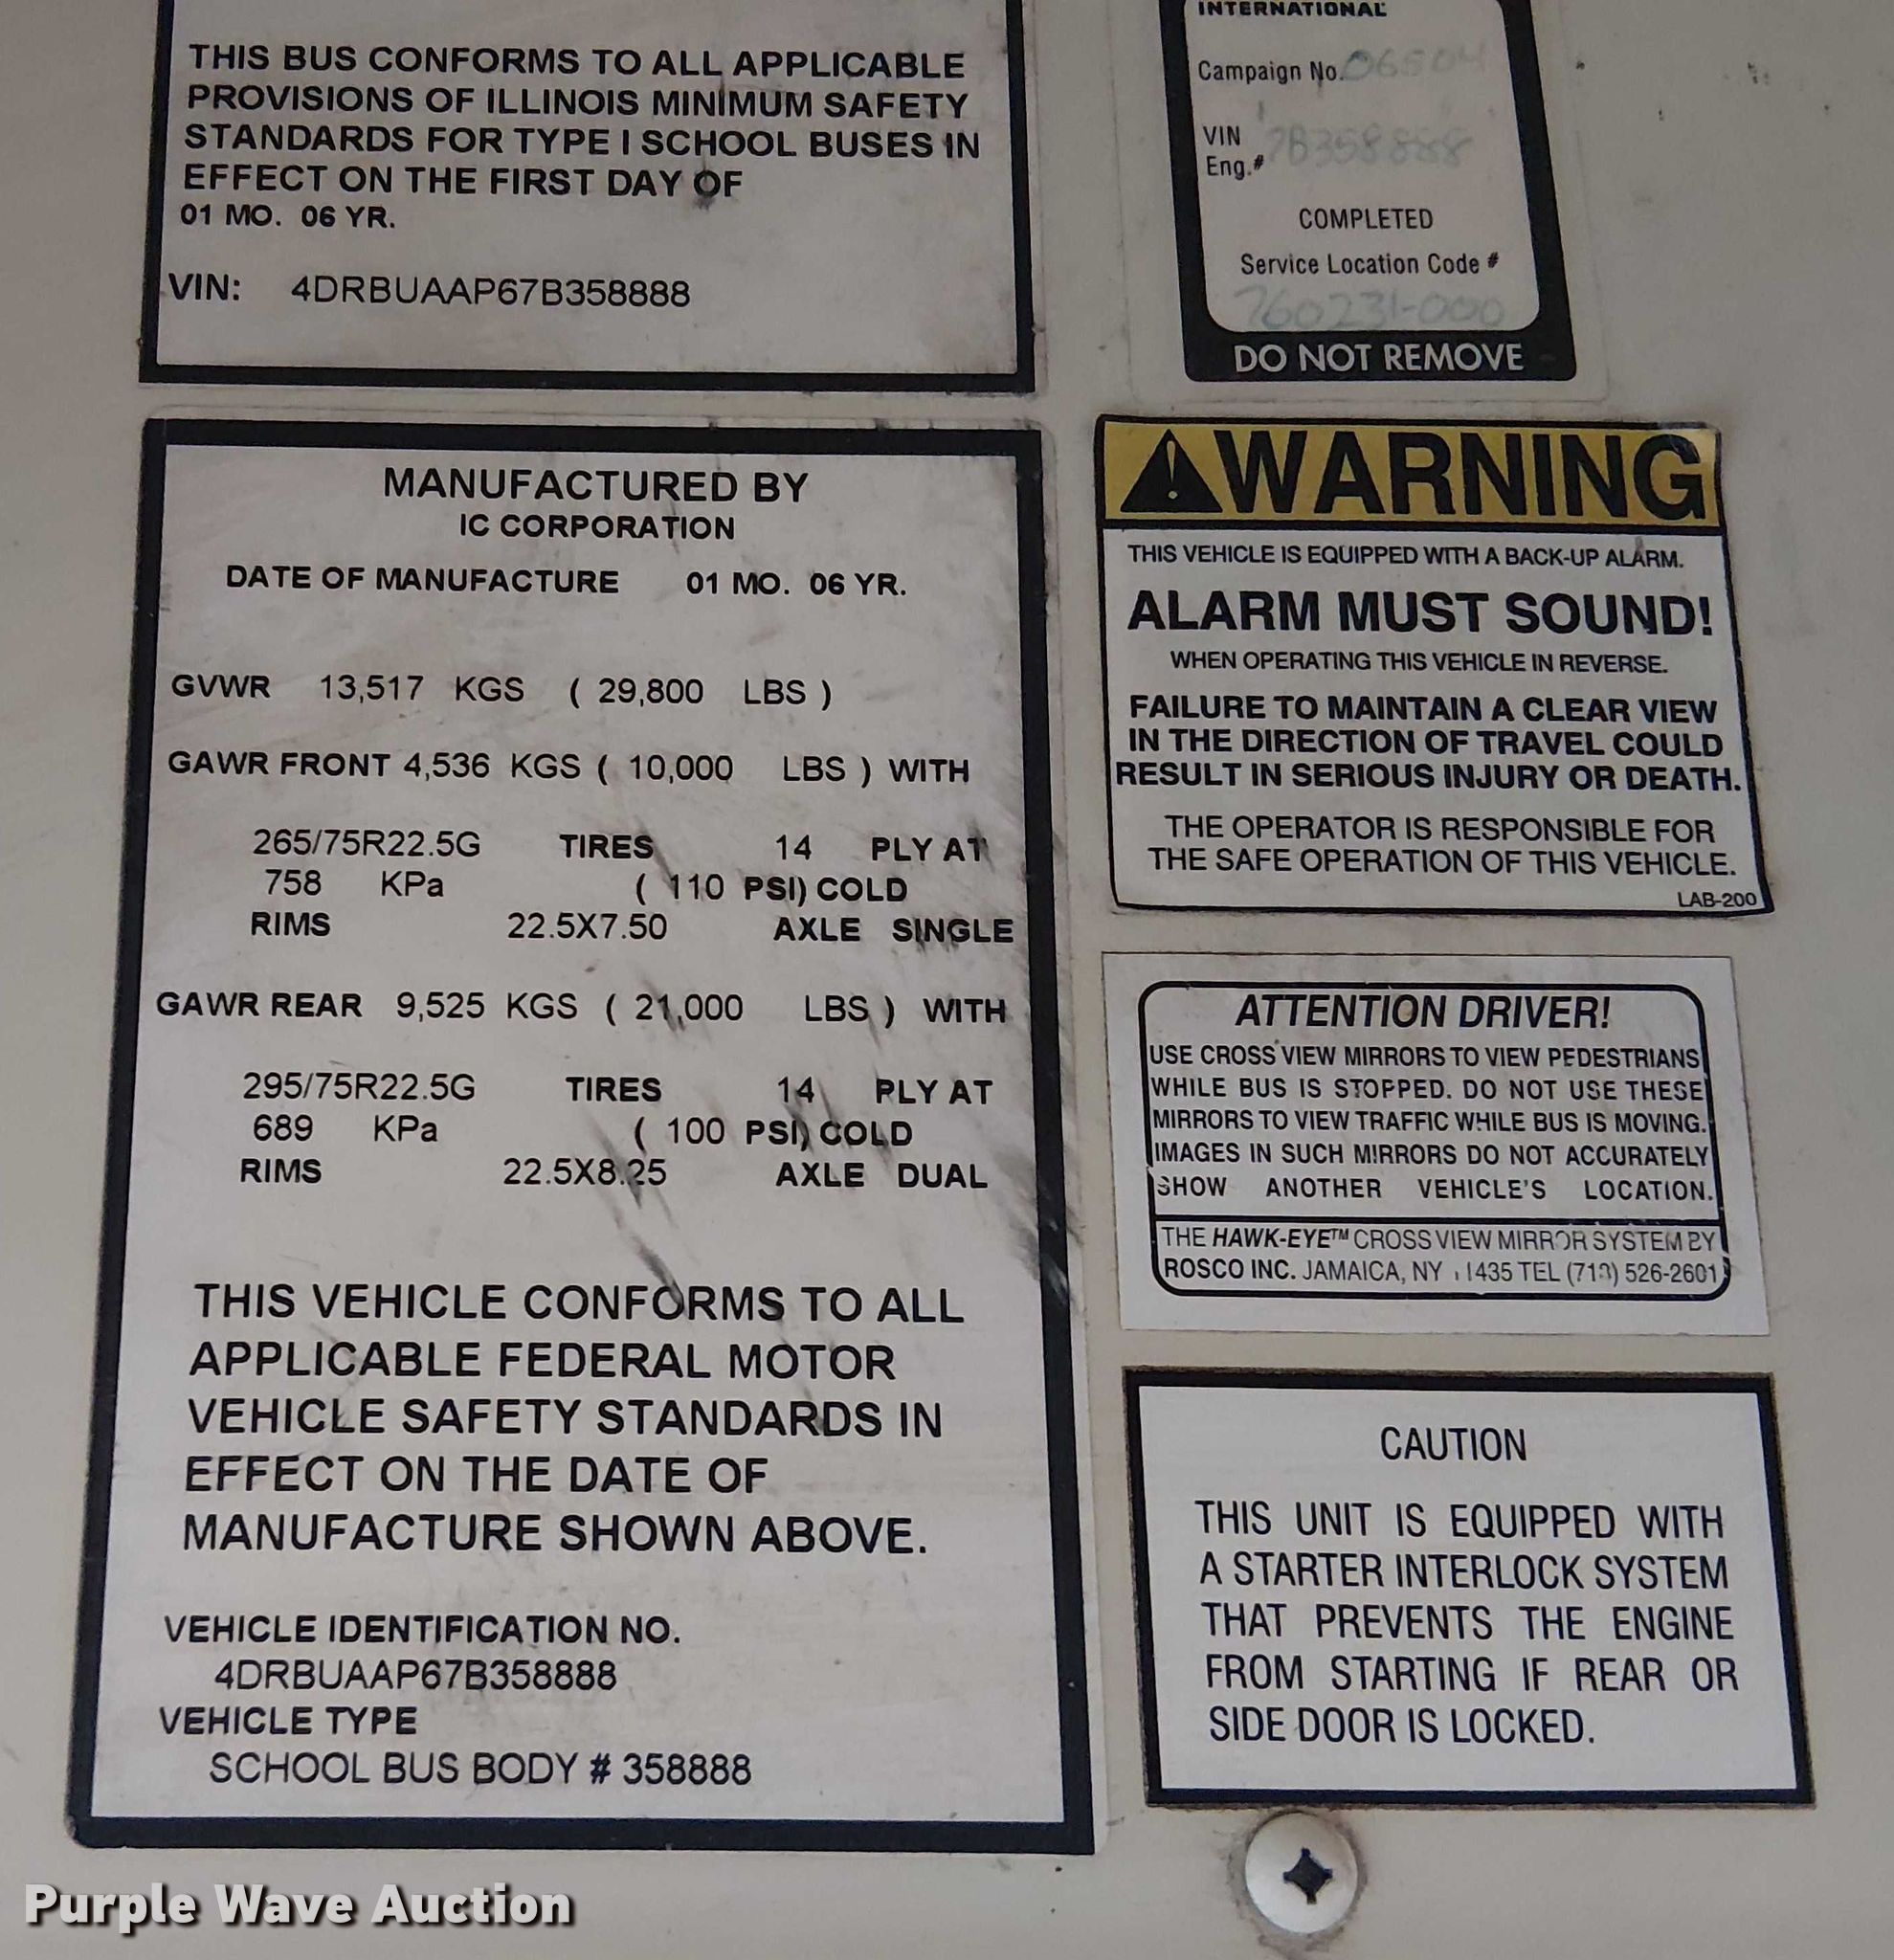 THIS BUS CONFORMS TO ALL APPLICABLE
PROVISIONS OF ILLINOIS MINIMUM SAFETY
STANDARDS FOR TYPE I SCHOOL BUSES IN
EFFECT ON THE FIRST DAY OF
01 MO. 06 YR.
VIN: 4DRBUAAP67B358888
INTERNATIONAL
Campaign No. 06504
VIN 7B358888
Eng.#
COMPLETED
Service Location Code #
760231-000
DO NOT REMOVE
MANUFACTURED BY
IC CORPORATION
DATE OF MANUFACTURE 01 MO. 06 YR.
GVWR 13,517 KGS ( 29,800 LBS )
GAWR FRONT 4,536 KGS ( 10,000 LBS ) WITH
265/75R22.5G TIRES 14 PLY AT
758 KPa ( 110 PSI) COLD
RIMS 22.5X7.50 AXLE SINGLE
GAWR REAR 9,525 KGS ( 21,000 LBS ) WITH
295/75R22.5G TIRES 14 PLY AT
689 KPa ( 100 PSI) COLD
RIMS 22.5X8.25 AXLE DUAL
THIS VEHICLE CONFORMS TO ALL
APPLICABLE FEDERAL MOTOR
VEHICLE SAFETY STANDARDS IN
EFFECT ON THE DATE OF
MANUFACTURE SHOWN ABOVE.
VEHICLE IDENTIFICATION NO.
4DRBUAAP67B358888
VEHICLE TYPE
SCHOOL BUS BODY # 358888
WARNING
THIS VEHICLE IS EQUIPPED WITH A BACK-UP ALARM.
ALARM MUST SOUND!
WHEN OPERATING THIS VEHICLE IN REVERSE.
FAILURE TO MAINTAIN A CLEAR VIEW
IN THE DIRECTION OF TRAVEL COULD
RESULT IN SERIOUS INJURY OR DEATH.
THE OPERATOR IS RESPONSIBLE FOR
THE SAFE OPERATION OF THIS VEHICLE.
LAB-200
ATTENTION DRIVER!
USE CROSS VIEW MIRRORS TO VIEW PEDESTRIANS
WHILE BUS IS STOPPED. DO NOT USE THESE
MIRRORS TO VIEW TRAFFIC WHILE BUS IS MOVING.
IMAGES IN SUCH MIRRORS DO NOT ACCURATELY
SHOW ANOTHER VEHICLE'S LOCATION.
THE HAWK-EYE™ CROSS VIEW MIRROR SYSTEM BY
ROSCO INC. JAMAICA, NY 11435 TEL (718) 526-2601
CAUTION
THIS UNIT IS EQUIPPED WITH
A STARTER INTERLOCK SYSTEM
THAT PREVENTS THE ENGINE
FROM STARTING IF REAR OR
SIDE DOOR IS LOCKED.
Purple Wave Auction